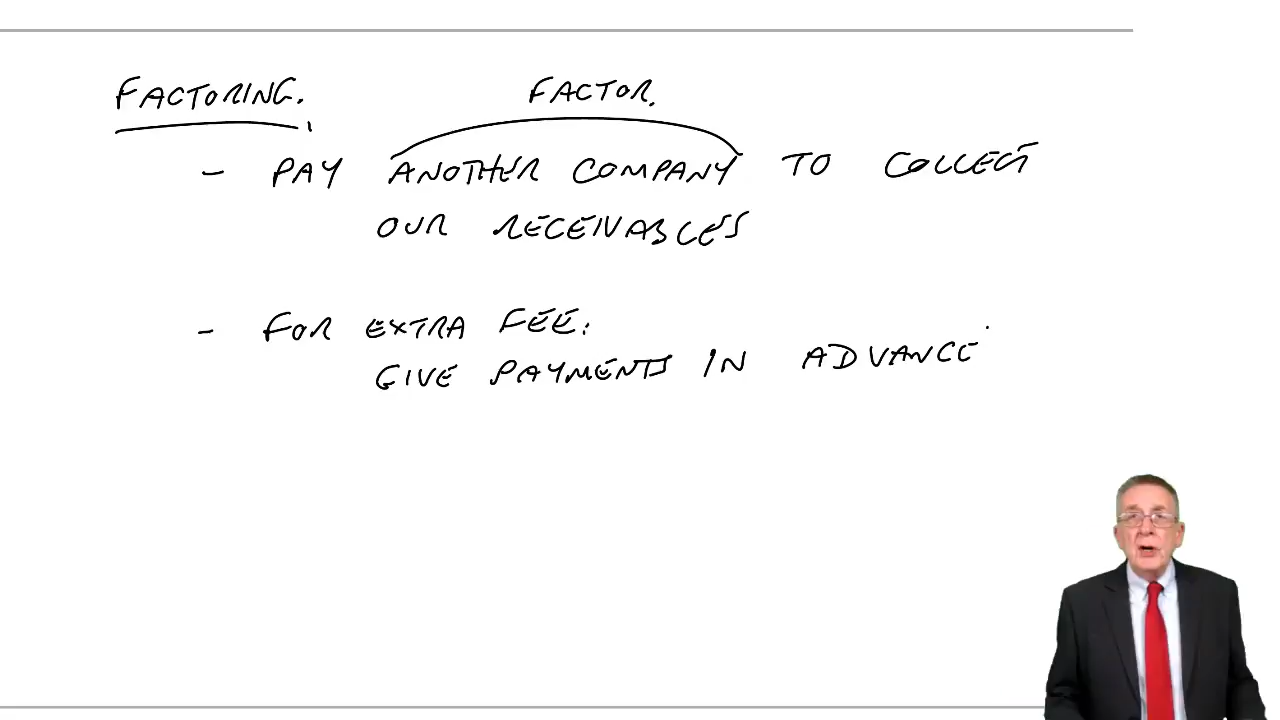 FACTORING.
FACTOR.
- PAY ANOTHER COMPANY TO COLLECT
OUR RECEIVABLES
- FOR EXTRA FEE:
GIVE PAYMENTS IN ADVANCE